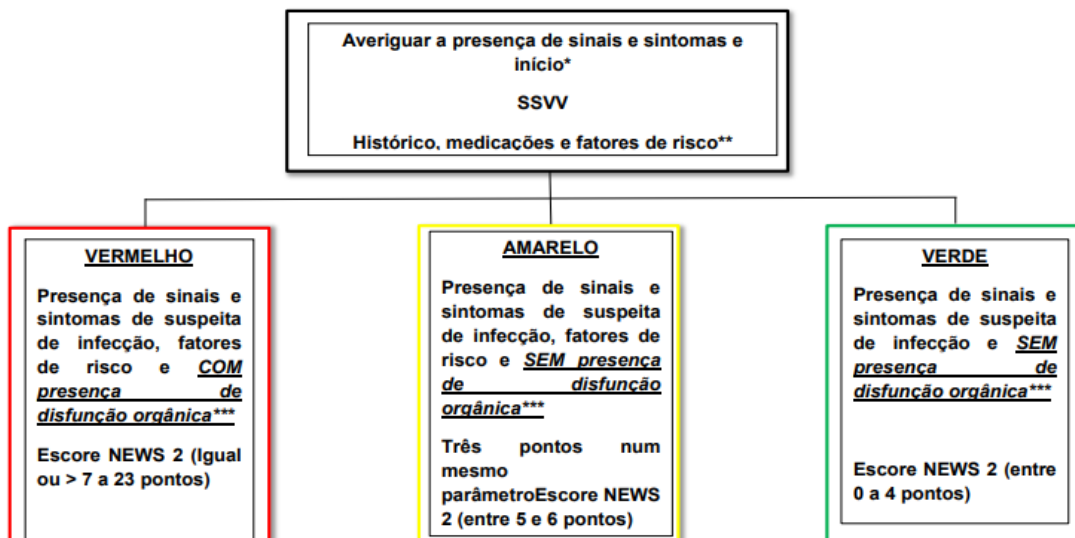 Averiguar a presença de sinais e sintomas e
início*
SSVV
Histórico, medicações e fatores de risco**
VERMELHO
Presença de sinais e
sintomas de suspeita
de infecção, fatores
de risco e COM
presença de
disfunção orgânica***
Escore NEWS 2 (Igual
ou > 7 a 23 pontos)
AMARELO
Presença de sinais e
sintomas de suspeita
de infecção, fatores de
risco e SEM presença
de disfunção
orgânica***
Três pontos num
mesmo
parâmetroEscore NEWS
2 (entre 5 e 6 pontos)
VERDE
Presença de sinais e
sintomas de suspeita
de infecção e SEM
presença de
disfunção orgânica***
Escore NEWS 2 (entre
0 a 4 pontos)